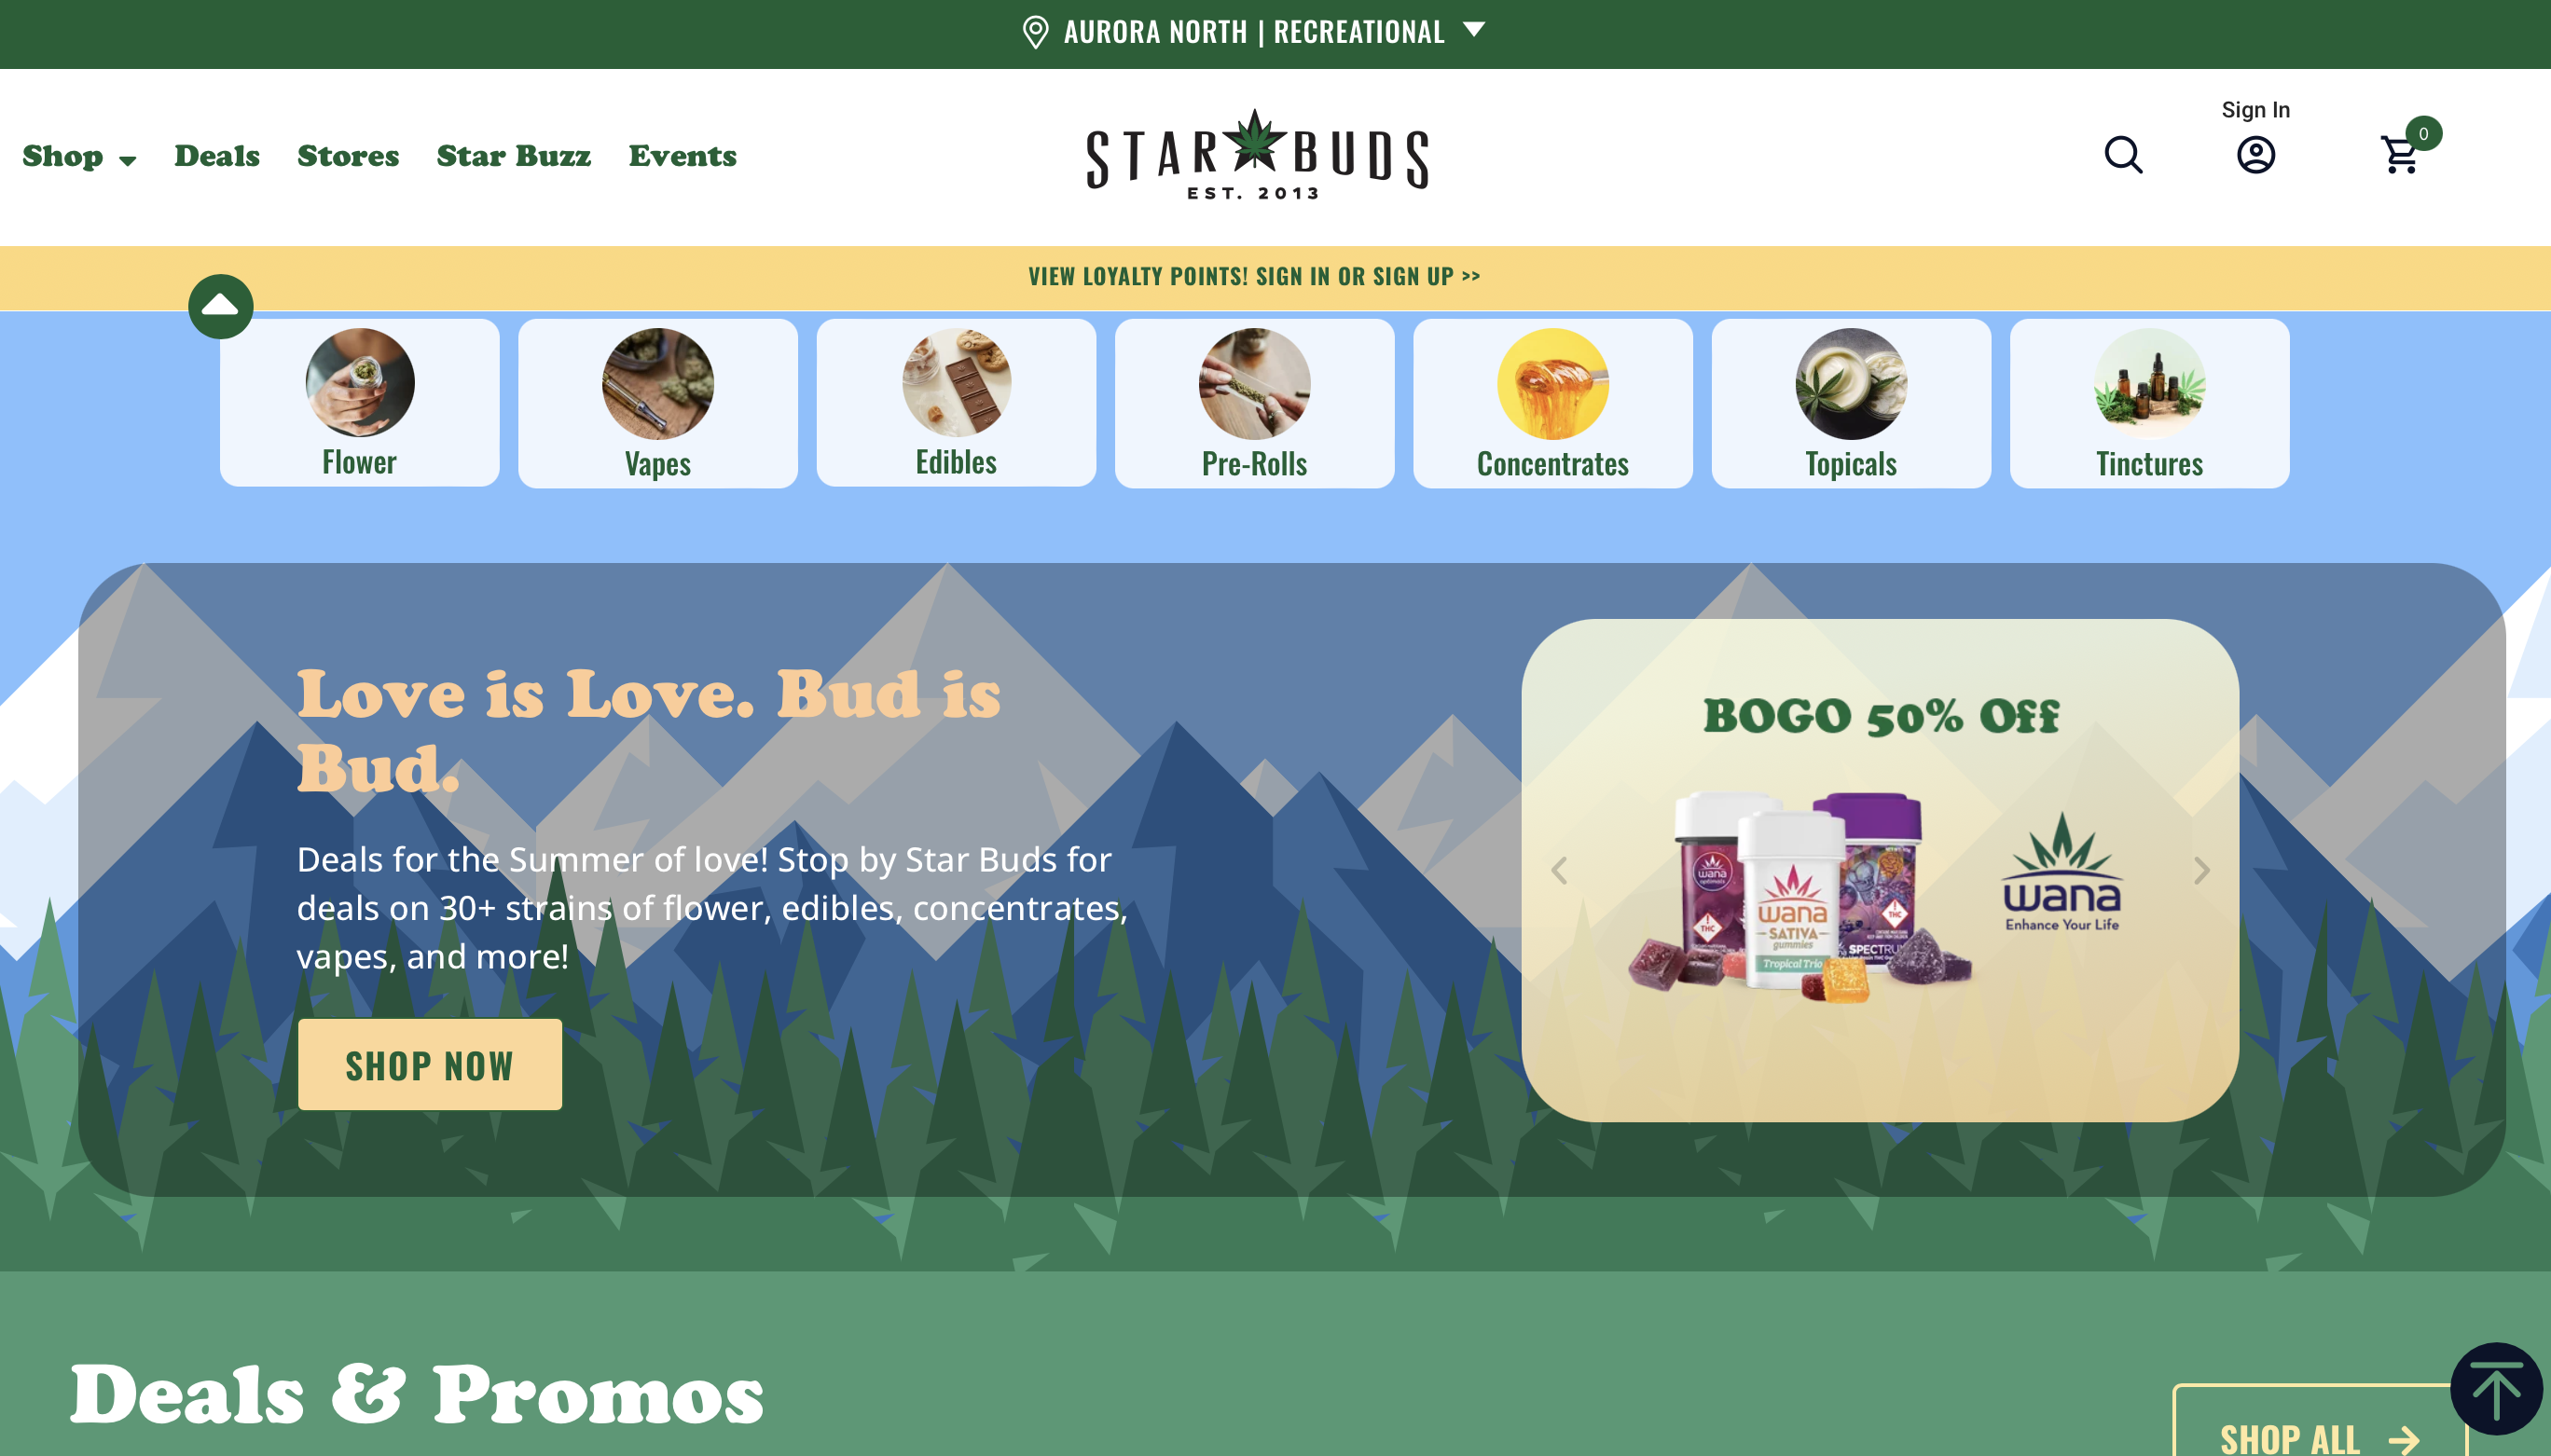 AURORA NORTH | RECREATIONAL
Sign In
0
Shop
Deals
Stores
Star Buzz
Events
STAR BUDS
EST. 2013
VIEW LOYALTY POINTS! SIGN IN OR SIGN UP >>
Flower
Vapes
Edibles
Pre-Rolls
Concentrates
Topicals
Tinctures
Love is Love. Bud is
Bud.
Deals for the Summer of love! Stop by Star Buds for
deals on 30+ strains of flower, edibles, concentrates,
vapes, and more!
SHOP NOW
BOGO 50% Off
wana
optimals
THC
wana
SATIVA
gummies
Tropical Trio
THC
wana
Enhance Your Life
Deals & Promos
SHOP ALL